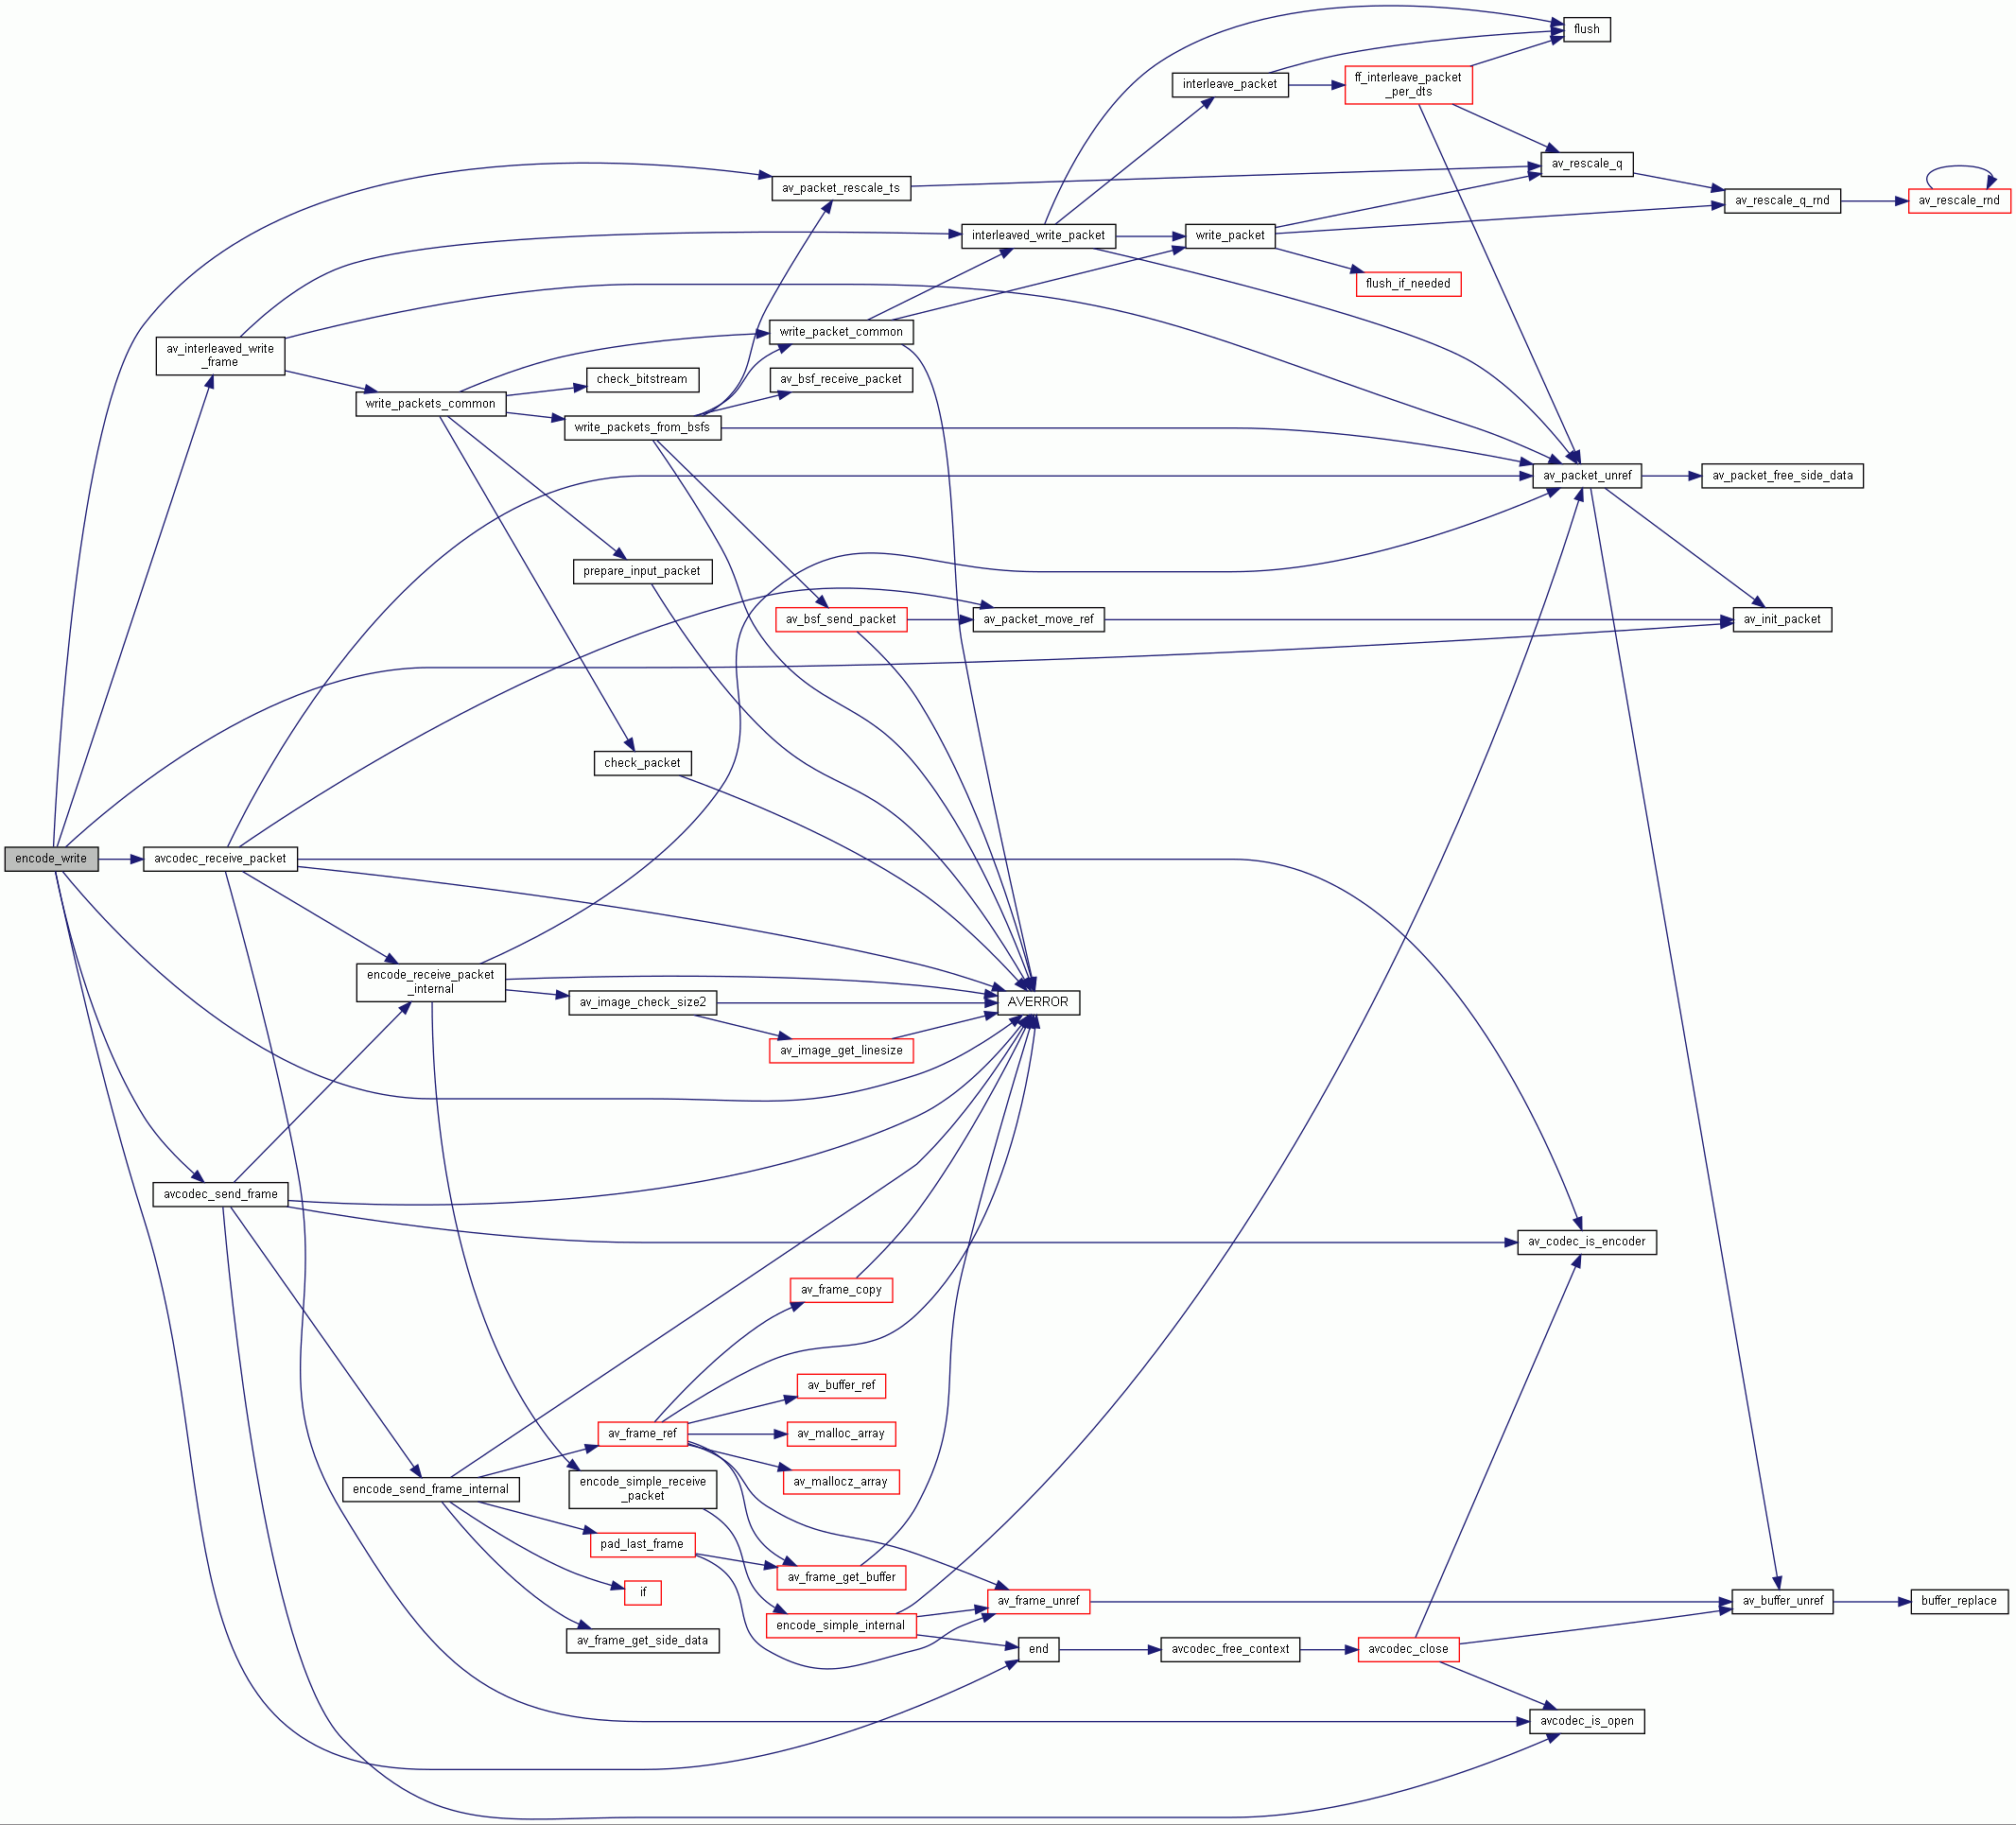 flush
interleave_packet
ff_interleave_packet
_per_dts
av_rescale_q
av_packet_rescale_ts
av_rescale_q_rnd
av_rescale_rnd
interleaved_write_packet
write_packet
flush_if_needed
write_packet_common
av_interleaved_write
_frame
check_bitstream
av_bsf_receive_packet
write_packets_common
write_packets_from_bsfs
av_packet_unref
av_packet_free_side_data
prepare_input_packet
av_bsf_send_packet
av_packet_move_ref
av_init_packet
check_packet
encode_write
avcodec_receive_packet
encode_receive_packet
_internal
av_image_check_size2
AVERROR
av_image_get_linesize
avcodec_send_frame
av_codec_is_encoder
av_frame_copy
av_buffer_ref
av_frame_ref
av_malloc_array
av_mallocz_array
encode_send_frame_internal
encode_simple_receive
_packet
pad_last_frame
av_frame_get_buffer
if
av_frame_unref
av_buffer_unref
buffer_replace
encode_simple_internal
av_frame_get_side_data
end
avcodec_free_context
avcodec_close
avcodec_is_open